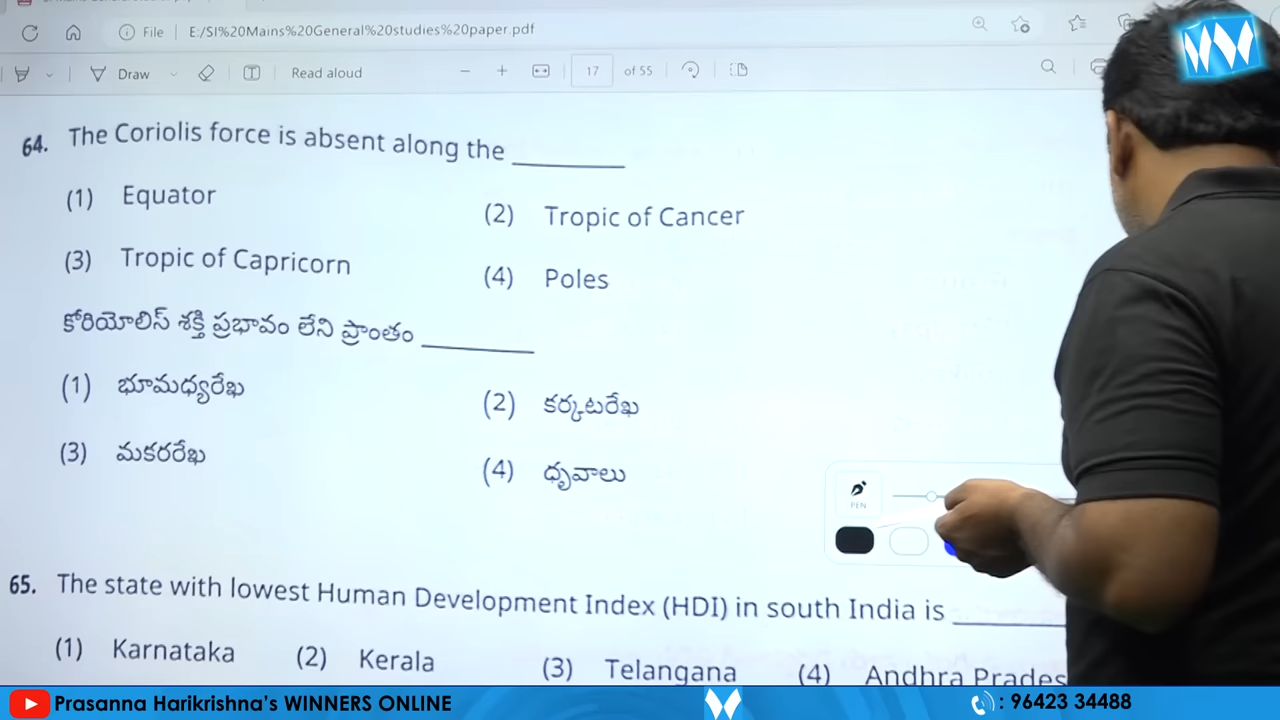 File E:/SI%20Mains%20General%20studies%20paper.pdf
Draw Read aloud 17 of 55
64. The Coriolis force is absent along the ________
(1) Equator
(2) Tropic of Cancer
(3) Tropic of Capricorn
(4) Poles
కోరియోలిస్ శక్తి ప్రభావం లేని ప్రాంతం ________
(1) భూమధ్యరేఖ
(2) కర్కటరేఖ
(3) మకరరేఖ
(4) ధృవాలు
PEN
65. The state with lowest Human Development Index (HDI) in south India is ________
(1) Karnataka (2) Kerala (3) Telangana (4) Andhra Prades
Prasanna Harikrishna's WINNERS ONLINE : 96423 34488